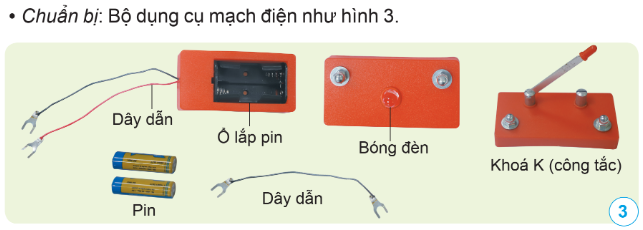 • Chuẩn bị: Bộ dụng cụ mạch điện như hình 3.
Dây dẫn
Ổ lắp pin
Bóng đèn
Khoá K (công tắc)
Pin
Dây dẫn
3